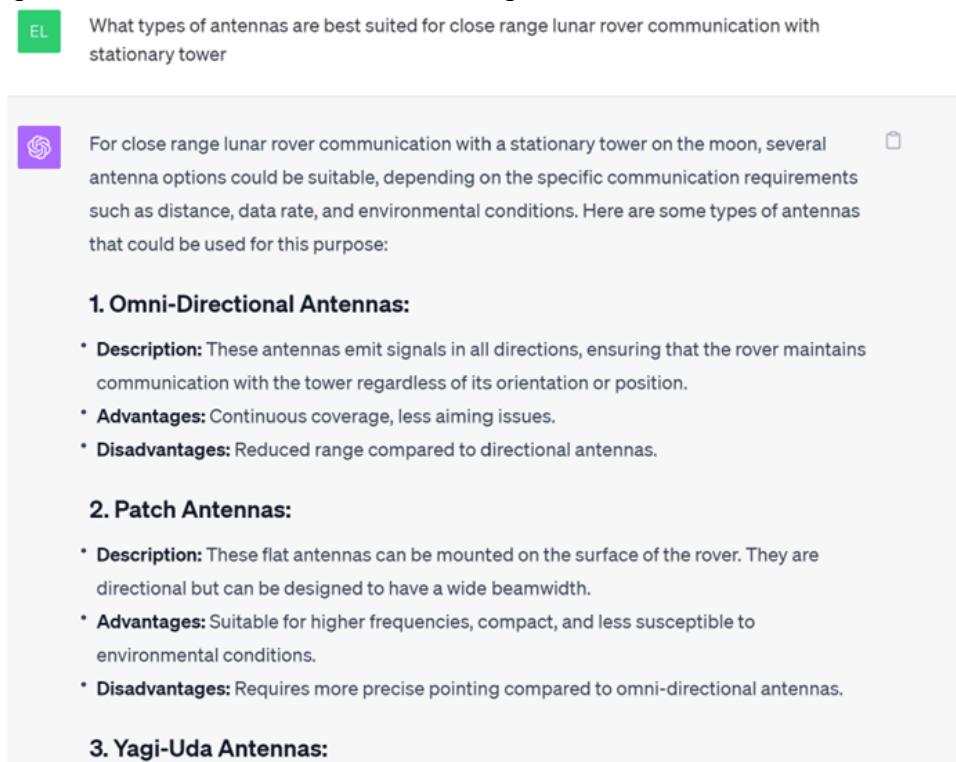 EL
What types of antennas are best suited for close range lunar rover communication with
stationary tower
For close range lunar rover communication with a stationary tower on the moon, several
antenna options could be suitable, depending on the specific communication requirements
such as distance, data rate, and environmental conditions. Here are some types of antennas
that could be used for this purpose:
1. Omni-Directional Antennas:
• Description: These antennas emit signals in all directions, ensuring that the rover maintains
communication with the tower regardless of its orientation or position.
• Advantages: Continuous coverage, less aiming issues.
• Disadvantages: Reduced range compared to directional antennas.
2. Patch Antennas:
• Description: These flat antennas can be mounted on the surface of the rover. They are
directional but can be designed to have a wide beamwidth.
• Advantages: Suitable for higher frequencies, compact, and less susceptible to
environmental conditions.
• Disadvantages: Requires more precise pointing compared to omni-directional antennas.
3. Yagi-Uda Antennas: